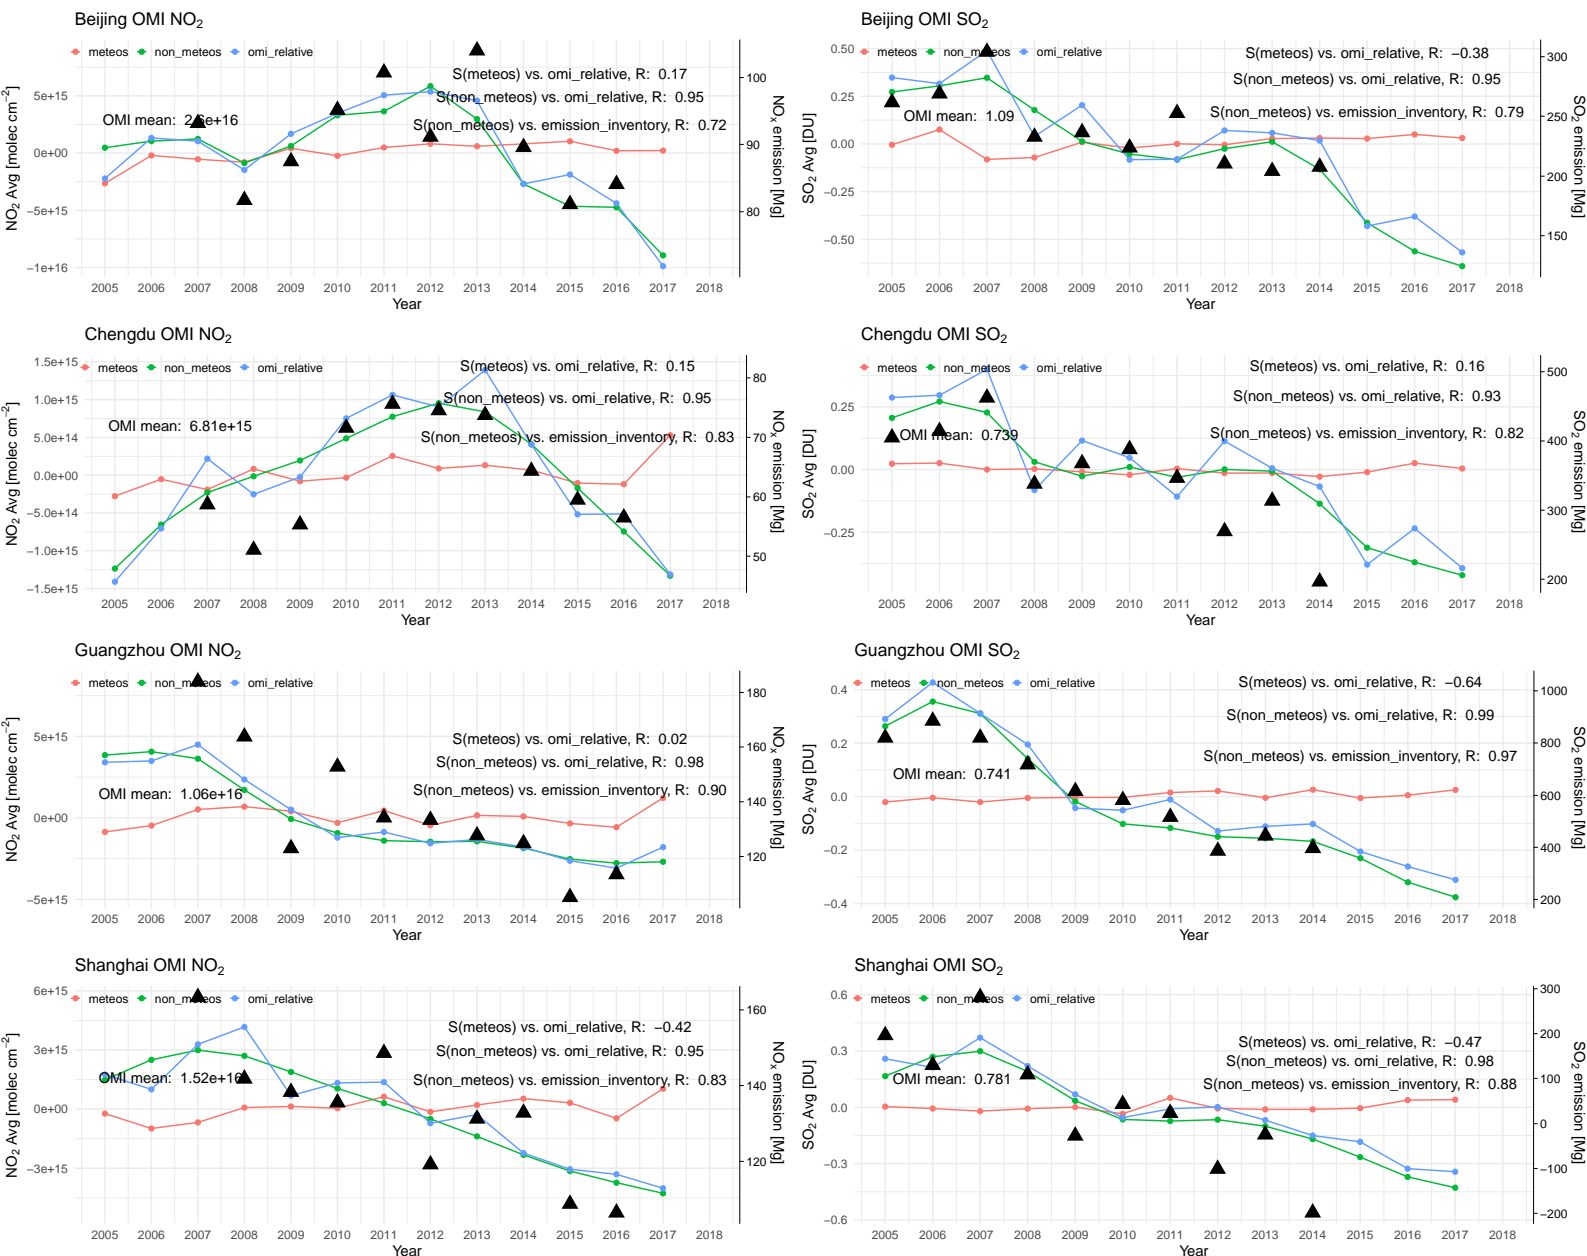 Beijing OMI NO2
meteos non_meteos omi_relative
S(meteos) vs. omi_relative, R: 0.17
S(non_meteos) vs. omi_relative, R: 0.95
S(non_meteos) vs. emission_inventory, R: 0.72
OMI mean: e+16
5e+15
0e+00
−5e+15
−1e+16
100
90
80
NO2 Avg [molec cm−2]
NOx emission [Mg]
2005 2006 2007 2008 2009 2010 2011 2012 2013 2014 2015 2016 2017 2018
Year
Beijing OMI SO2
meteos non_meteos omi_relative
S(meteos) vs. omi_relative, R: −0.38
S(non_meteos) vs. omi_relative, R: 0.95
S(non_meteos) vs. emission_inventory, R: 0.79
OMI mean: 1.09
0.50
0.25
0.00
−0.25
−0.50
300
250
200
150
SO2 Avg [DU]
SO2 emission [Mg]
2005 2006 2007 2008 2009 2010 2011 2012 2013 2014 2015 2016 2017 2018
Year
Chengdu OMI NO2
meteos non_meteos omi_relative
S(meteos) vs. omi_relative, R: 0.15
S(non_meteos) vs. omi_relative, R: 0.95
S(non_meteos) vs. emission_inventory, R: 0.83
OMI mean: 6.81e+15
1.5e+15
1.0e+15
5.0e+14
0.0e+00
−5.0e+14
−1.0e+15
−1.5e+15
80
70
60
50
NO2 Avg [molec cm−2]
NOx emission [Mg]
2005 2006 2007 2008 2009 2010 2011 2012 2013 2014 2015 2016 2017 2018
Year
Chengdu OMI SO2
meteos non_meteos omi_relative
S(meteos) vs. omi_relative, R: 0.16
S(non_meteos) vs. omi_relative, R: 0.93
S(non_meteos) vs. emission_inventory, R: 0.82
OMI mean: 0.739
0.25
0.00
−0.25
500
400
300
200
SO2 Avg [DU]
SO2 emission [Mg]
2005 2006 2007 2008 2009 2010 2011 2012 2013 2014 2015 2016 2017 2018
Year
Guangzhou OMI NO2
meteos non_meteos omi_relative
S(meteos) vs. omi_relative, R: 0.02
S(non_meteos) vs. omi_relative, R: 0.98
S(non_meteos) vs. emission_inventory, R: 0.90
OMI mean: 1.06e+16
5e+15
0e+00
−5e+15
180
160
140
120
NO2 Avg [molec cm−2]
NOx emission [Mg]
2005 2006 2007 2008 2009 2010 2011 2012 2013 2014 2015 2016 2017 2018
Year
Guangzhou OMI SO2
meteos non_meteos omi_relative
S(meteos) vs. omi_relative, R: −0.64
S(non_meteos) vs. omi_relative, R: 0.99
S(non_meteos) vs. emission_inventory, R: 0.97
OMI mean: 0.741
0.4
0.2
0.0
−0.2
−0.4
1000
800
600
400
200
SO2 Avg [DU]
SO2 emission [Mg]
2005 2006 2007 2008 2009 2010 2011 2012 2013 2014 2015 2016 2017 2018
Year
Shanghai OMI NO2
meteos non_meteos omi_relative
S(meteos) vs. omi_relative, R: −0.42
S(non_meteos) vs. omi_relative, R: 0.95
S(non_meteos) vs. emission_inventory, R: 0.83
OMI mean: 1.52e+16
6e+15
3e+15
0e+00
−3e+15
160
140
120
NO2 Avg [molec cm−2]
NOx emission [Mg]
2005 2006 2007 2008 2009 2010 2011 2012 2013 2014 2015 2016 2017 2018
Year
Shanghai OMI SO2
meteos non_meteos omi_relative
S(meteos) vs. omi_relative, R: −0.47
S(non_meteos) vs. omi_relative, R: 0.98
S(non_meteos) vs. emission_inventory, R: 0.88
OMI mean: 0.781
0.6
0.3
0.0
−0.3
−0.6
300
200
100
0
−100
−200
SO2 Avg [DU]
SO2 emission [Mg]
2005 2006 2007 2008 2009 2010 2011 2012 2013 2014 2015 2016 2017 2018
Year